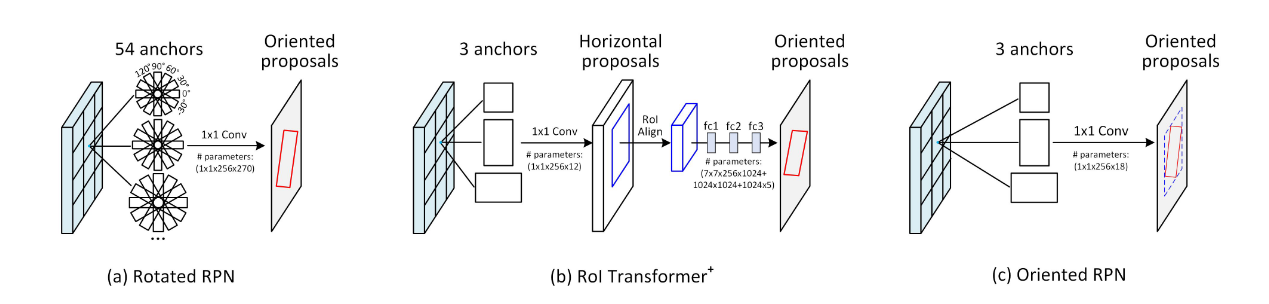 54 anchors
Oriented
proposals
120° 90° 60° 30° 0° -30°
1x1 Conv
# parameters:
(1x1x256x270)
...
(a) Rotated RPN
3 anchors
Horizontal
proposals
Oriented
proposals
1x1 Conv
# parameters:
(1x1x256x12)
RoI
Align
fc1 fc2 fc3
# parameters:
(7x7x256x1024+
1024x1024+1024x5)
(b) RoI Transformer+
3 anchors
Oriented
proposals
1x1 Conv
# parameters:
(1x1x256x18)
(c) Oriented RPN